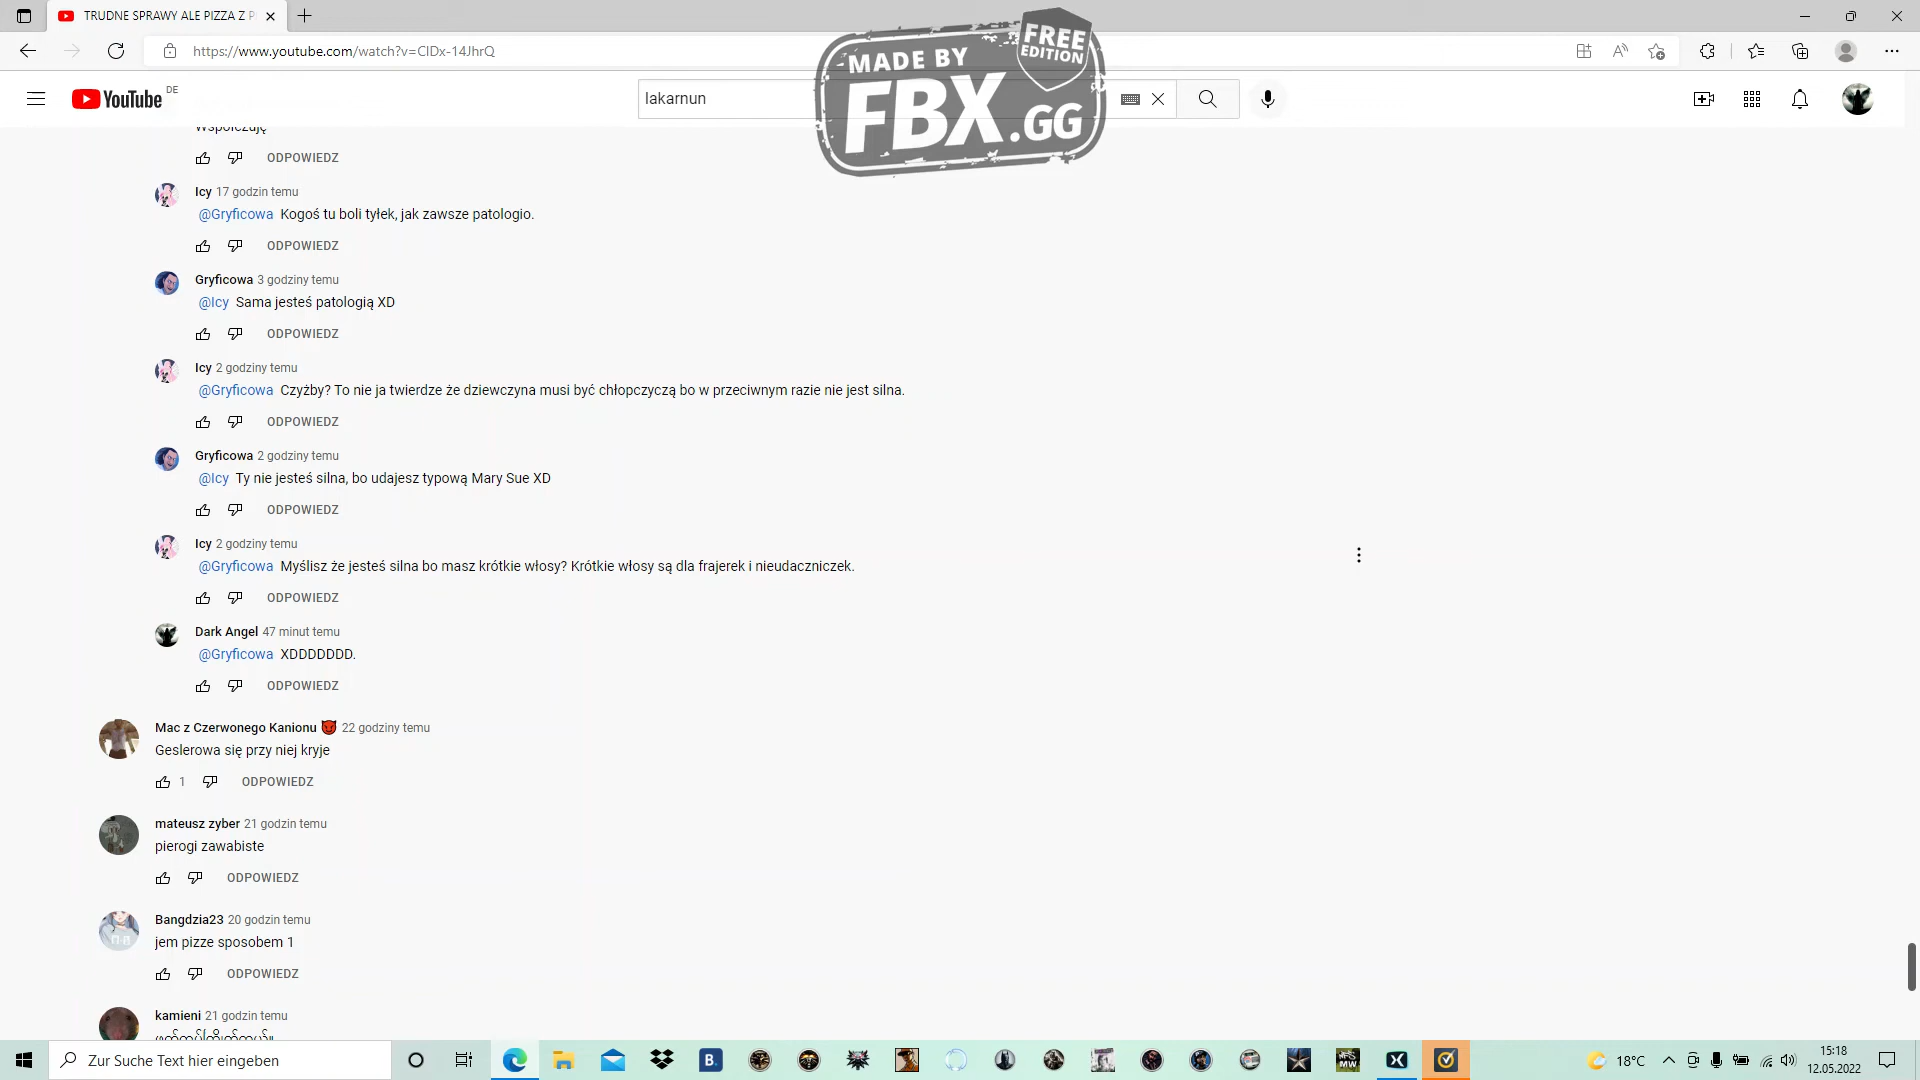 TRUDNE SPRAWY ALE PIZZA Z P
https://www.youtube.com/watch?v=CIDx-14JhrQ
MADE BY
FBX.GG
FREE
EDITION
YouTube DE
lakarnun
Współczuję
ODPOWIEDZ
Icy 17 godzin temu
@Gryficowa Kogoś tu boli tyłek, jak zawsze patologio.
ODPOWIEDZ
Gryficowa 3 godziny temu
@Icy Sama jesteś patologią XD
ODPOWIEDZ
Icy 2 godziny temu
@Gryficowa Czyżby? To nie ja twierdze że dziewczyna musi być chłopczyczą bo w przeciwnym razie nie jest silna.
ODPOWIEDZ
Gryficowa 2 godziny temu
@Icy Ty nie jesteś silna, bo udajesz typową Mary Sue XD
ODPOWIEDZ
Icy 2 godziny temu
@Gryficowa Myślisz że jesteś silna bo masz krótkie włosy? Krótkie włosy są dla frajerek i nieudaczniczek.
ODPOWIEDZ
Dark Angel 47 minut temu
@Gryficowa XDDDDDDD.
ODPOWIEDZ
Mac z Czerwonego Kanionu 😈 22 godziny temu
Geslerowa się przy niej kryje
1 ODPOWIEDZ
mateusz zyber 21 godzin temu
pierogi zawabiste
ODPOWIEDZ
Bangdzia23 20 godzin temu
jem pizze sposobem 1
ODPOWIEDZ
kamieni 21 godzin temu
Zur Suche Text hier eingeben
B.
18°C
15:18
12.05.2022